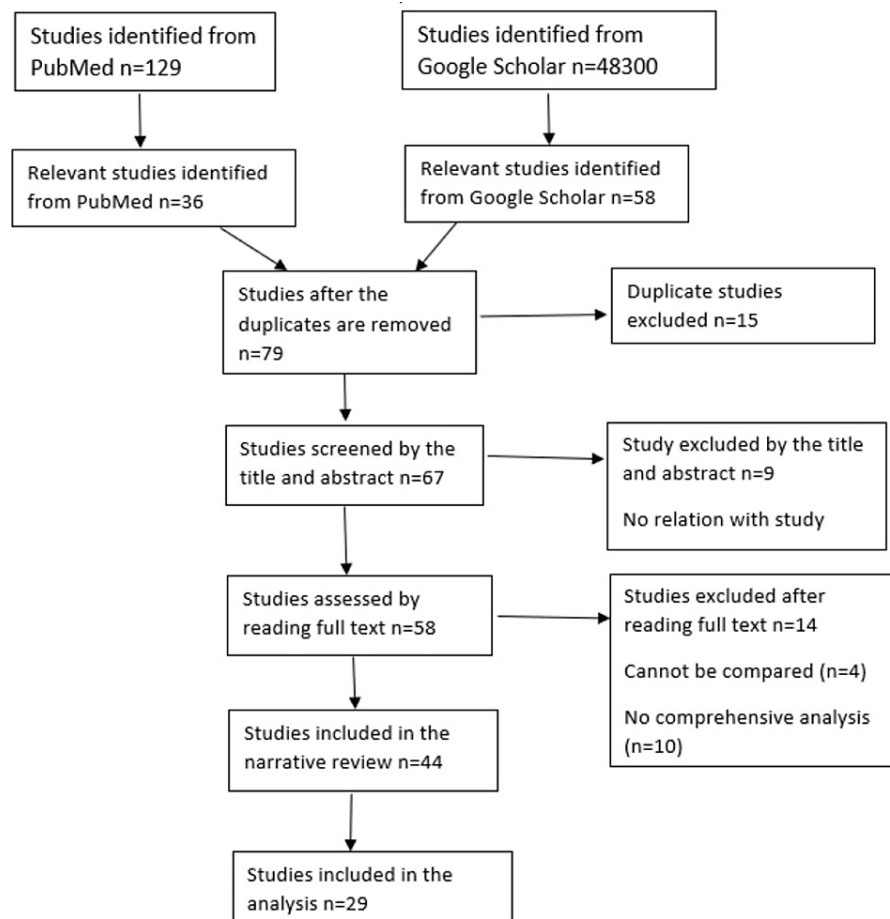 Studies identified from
PubMed n=129
Studies identified from
Google Scholar n=48300
Relevant studies identified
from PubMed n=36
Relevant studies identified
from Google Scholar n=58
Studies after the
duplicates are removed
n=79
Duplicate studies
excluded n=15
Studies screened by the
title and abstract n=67
Study excluded by the title
and abstract n=9
No relation with study
Studies assessed by
reading full text n=58
Studies excluded after
reading full text n=14
Cannot be compared (n=4)
No comprehensive analysis
(n=10)
Studies included in the
narrative review n=44
Studies included in the
analysis n=29